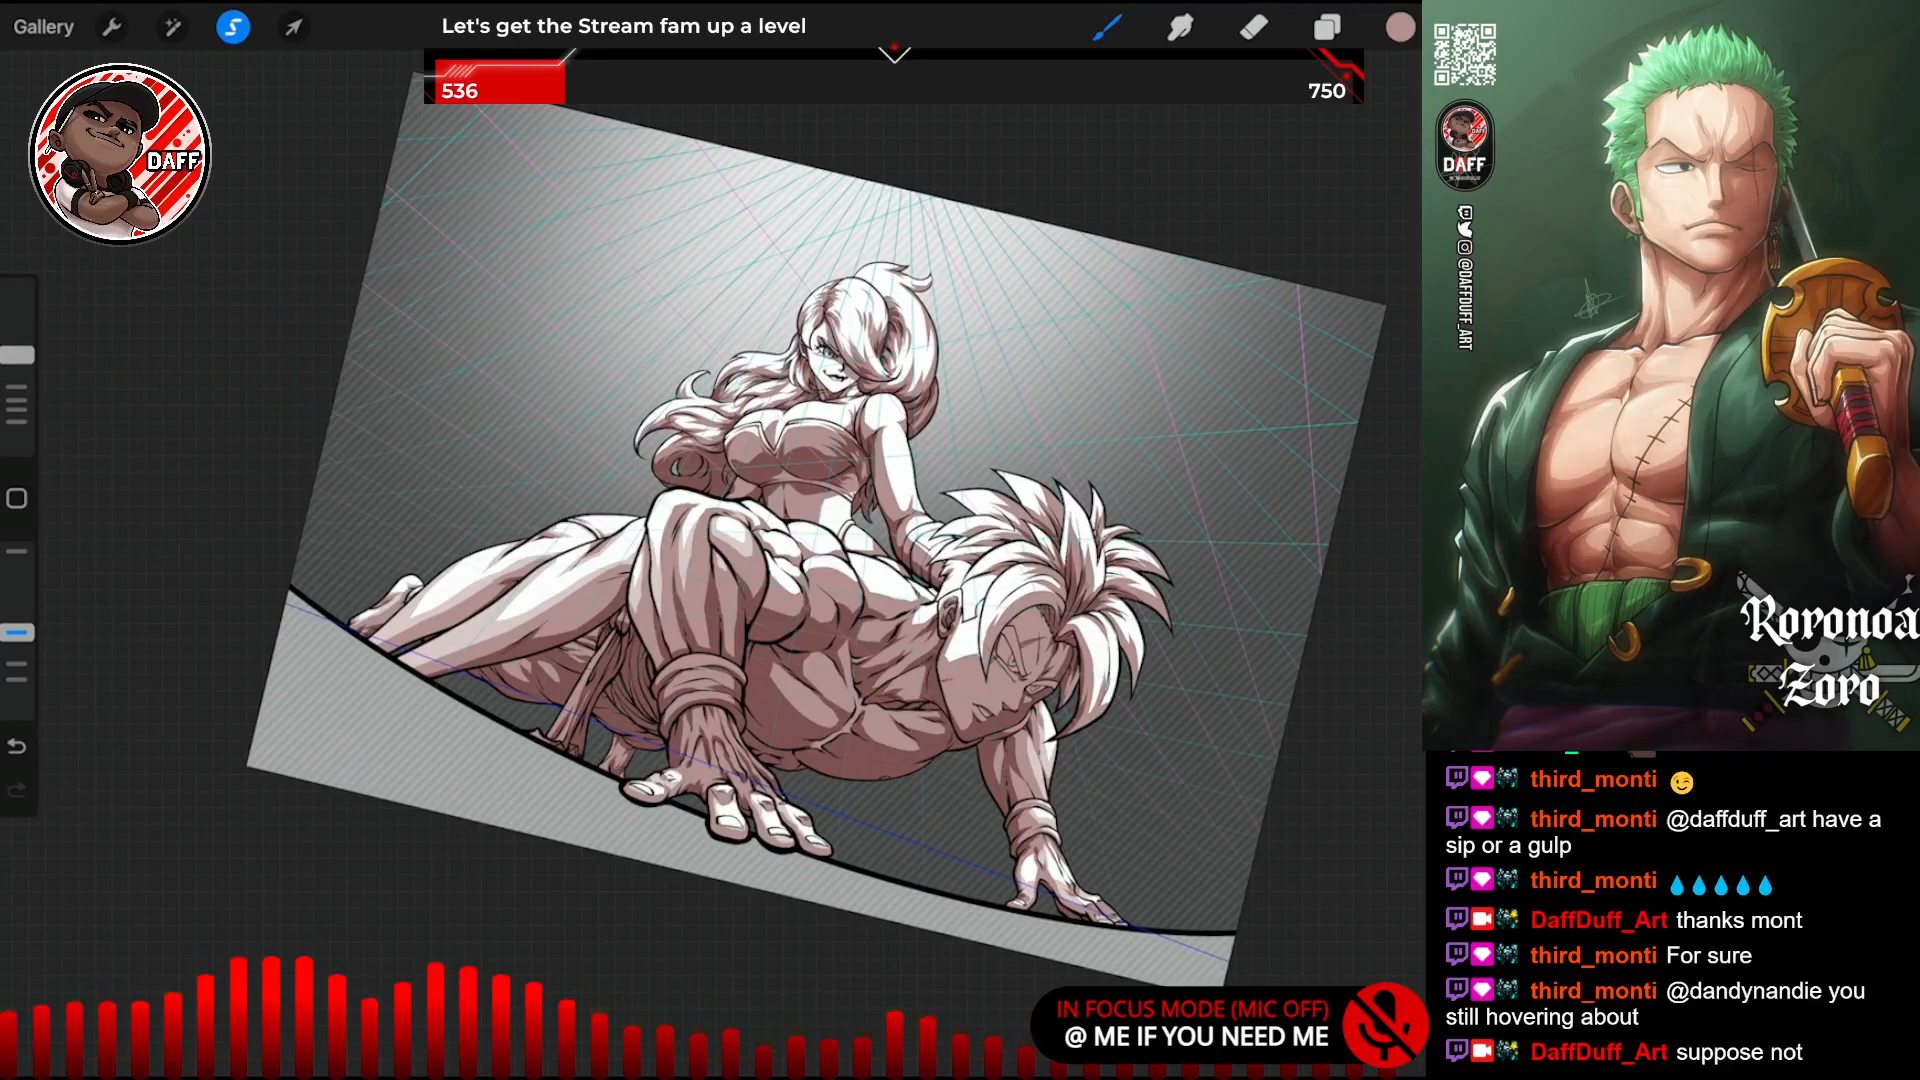 Gallery
Let's get the Stream fam up a level
536
750
DAFF
DAFF
@DAFFDUFF_ART
Roronoa
Zoro
third_monti 😉
third_monti @daffduff_art have a
sip or a gulp
third_monti 💧💧💧💧💧
DaffDuff_Art thanks mont
third_monti For sure
third_monti @dandynandie you
still hovering about
DaffDuff_Art suppose not
IN FOCUS MODE (MIC OFF)
@ ME IF YOU NEED ME